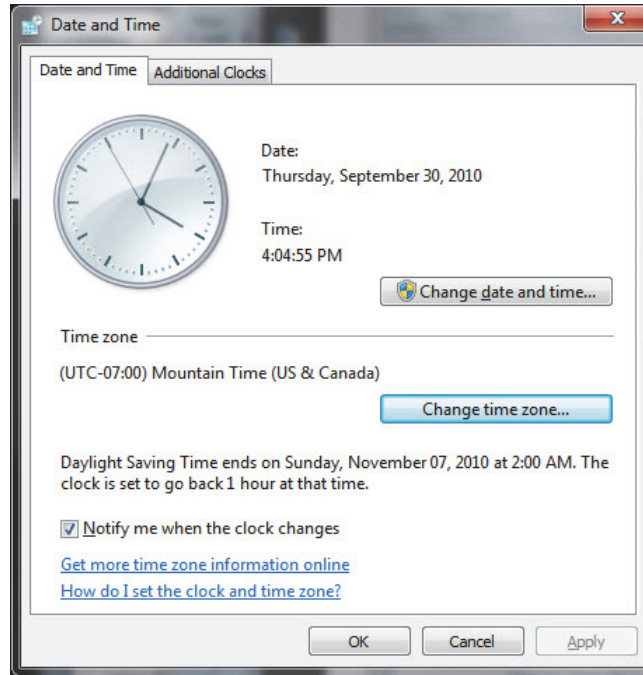 Date and Time
Date and Time
Additional Clocks
Date:
Thursday, September 30, 2010
Time:
4:04:55 PM
Change date and time...
Time zone
(UTC-07:00) Mountain Time (US & Canada)
Change time zone...
Daylight Saving Time ends on Sunday, November 07, 2010 at 2:00 AM. The
clock is set to go back 1 hour at that time.
Notify me when the clock changes
Get more time zone information online
How do I set the clock and time zone?
OK
Cancel
Apply